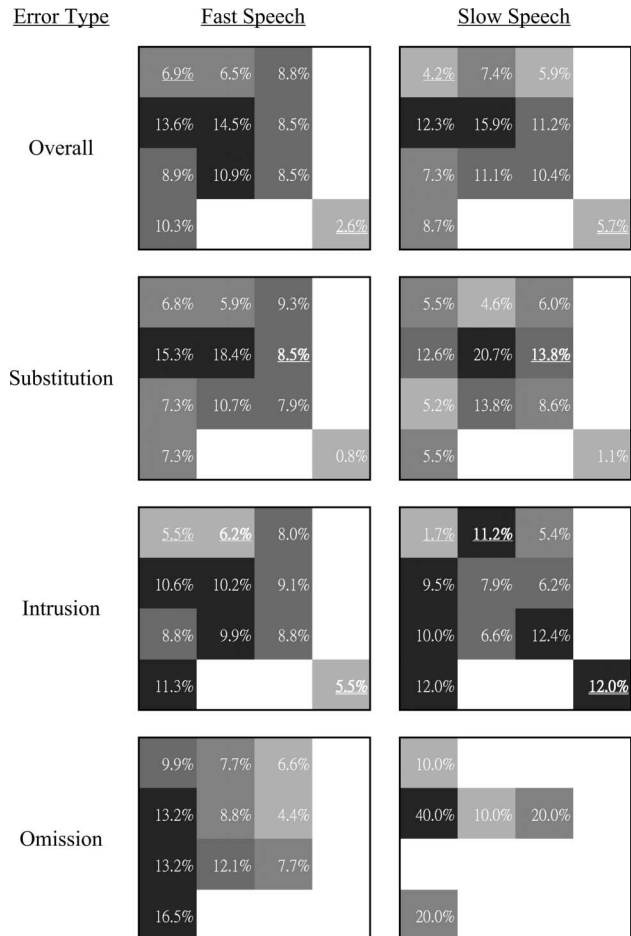 Error Type Fast Speech Slow Speech
6.9% 6.5% 8.8% 4.2% 7.4% 5.9%
13.6% 14.5% 8.5% 12.3% 15.9% 11.2%
Overall
8.9% 10.9% 8.5% 7.3% 11.1% 10.4%
10.3% 2.6% 8.7% 5.7%
6.8% 5.9% 9.3% 5.5% 4.6% 6.0%
15.3% 18.4% 8.5% 12.6% 20.7% 13.8%
Substitution
7.3% 10.7% 7.9% 5.2% 13.8% 8.6%
7.3% 0.8% 5.5% 1.1%
5.5% 6.2% 8.0% 1.7% 11.2% 5.4%
10.6% 10.2% 9.1% 9.5% 7.9% 6.2%
Intrusion
8.8% 9.9% 8.8% 10.0% 6.6% 12.4%
11.3% 5.5% 12.0% 12.0%
9.9% 7.7% 6.6% 10.0%
13.2% 8.8% 4.4% 40.0% 10.0% 20.0%
Omission
13.2% 12.1% 7.7%
16.5% 20.0%